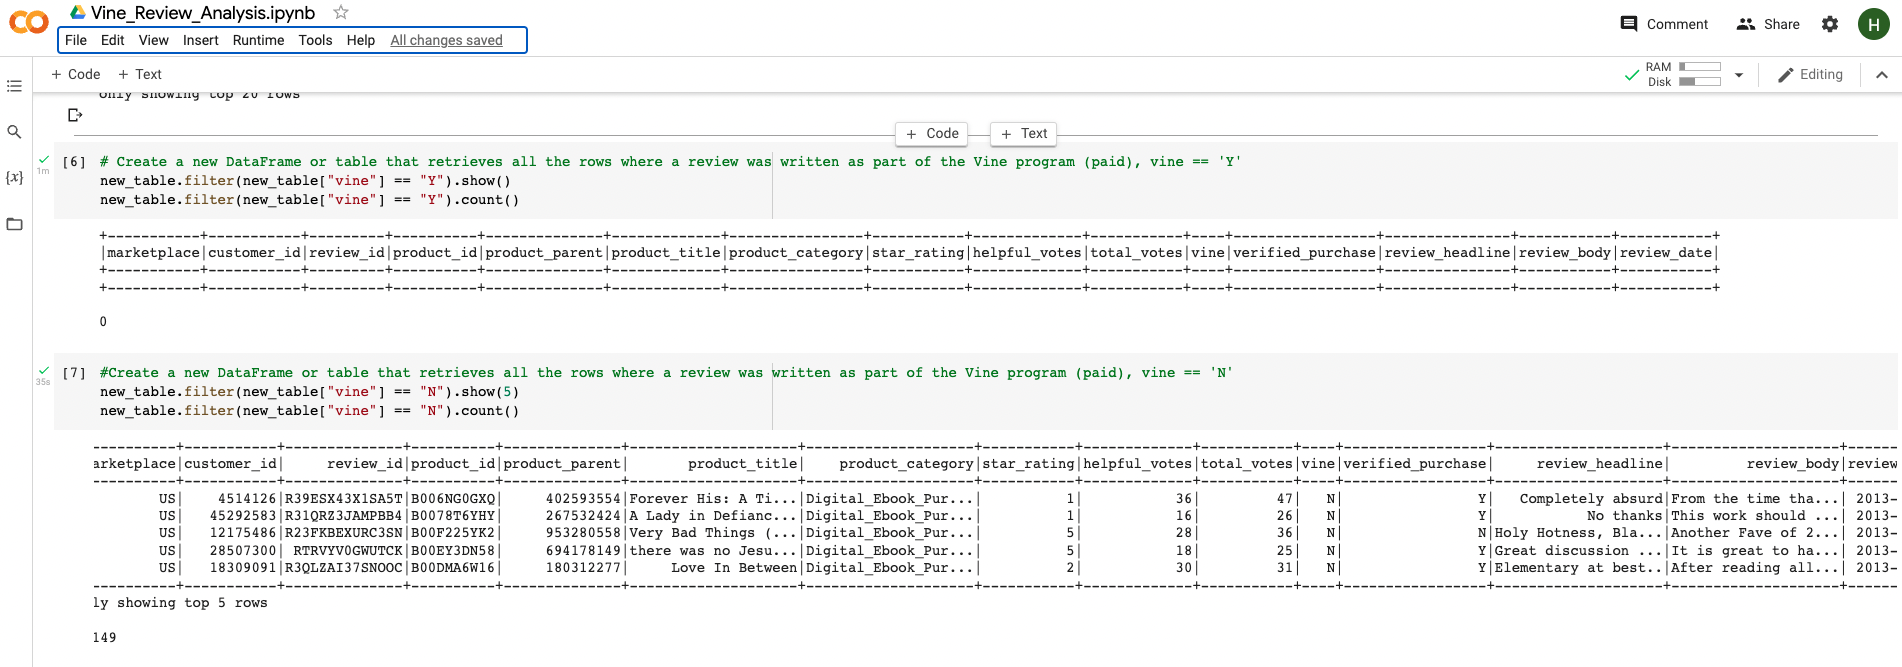 Vine_Review_Analysis.ipynb
File Edit View Insert Runtime Tools Help All changes saved
Comment Share H
+ Code + Text
RAM
Disk
Editing
only showing top 20 rows
+ Code + Text
[6] # Create a new DataFrame or table that retrieves all the rows where a review was written as part of the Vine program (paid), vine == 'Y'
1m
new_table.filter(new_table["vine"] == "Y").show()
new_table.filter(new_table["vine"] == "Y").count()
+-----------+-----------+---------+----------+--------------+-------------+----------------+-----------+-------------+-----------+----+-----------------+---------------+-----------+-----------+
|marketplace|customer_id|review_id|product_id|product_parent|product_title|product_category|star_rating|helpful_votes|total_votes|vine|verified_purchase|review_headline|review_body|review_date|
+-----------+-----------+---------+----------+--------------+-------------+----------------+-----------+-------------+-----------+----+-----------------+---------------+-----------+-----------+
+-----------+-----------+---------+----------+--------------+-------------+----------------+-----------+-------------+-----------+----+-----------------+---------------+-----------+-----------+
0
[7] #Create a new DataFrame or table that retrieves all the rows where a review was written as part of the Vine program (paid), vine == 'N'
35s
new_table.filter(new_table["vine"] == "N").show(5)
new_table.filter(new_table["vine"] == "N").count()
----------+-----------+--------------+----------+--------------+--------------------+--------------------+-----------+-------------+-----------+----+-----------------+--------------------+--------------------+------
arketplace|customer_id|     review_id|product_id|product_parent|       product_title|    product_category|star_rating|helpful_votes|total_votes|vine|verified_purchase|     review_headline|         review_body|review
----------+-----------+--------------+----------+--------------+--------------------+--------------------+-----------+-------------+-----------+----+-----------------+--------------------+--------------------+------
US|    4514126|R39ESX43X1SA5T|B006NG0GXQ|     402593554|Forever His: A Ti...|Digital_Ebook_Pur...|          1|           36|         47|   N|                Y|   Completely absurd|From the time tha...| 2013-
US|   45292583|R31QRZ3JAMPBB4|B0078T6YHY|     267532424|A Lady in Defianc...|Digital_Ebook_Pur...|          1|           16|         26|   N|                Y|           No thanks|This work should ...| 2013-
US|   12175486|R23FKBEXURC3SN|B00F225YK2|     953280558|Very Bad Things (...|Digital_Ebook_Pur...|          5|           28|         36|   N|                N|Holy Hotness, Bla...|Another Fave of 2...| 2013-
US|   28507300| RTRVYV0GWUTCK|B00EY3DN58|     694178149|there was no Jesu...|Digital_Ebook_Pur...|          5|           18|         25|   N|                Y|Great discussion ...|It is great to ha...| 2013-
US|   18309091|R3QLZAI37SNOOC|B00DMA6W16|     180312277|     Love In Between|Digital_Ebook_Pur...|          2|           30|         31|   N|                Y|Elementary at best..|After reading all...| 2013-
----------+-----------+--------------+----------+--------------+--------------------+--------------------+-----------+-------------+-----------+----+-----------------+--------------------+--------------------+------
ly showing top 5 rows
149